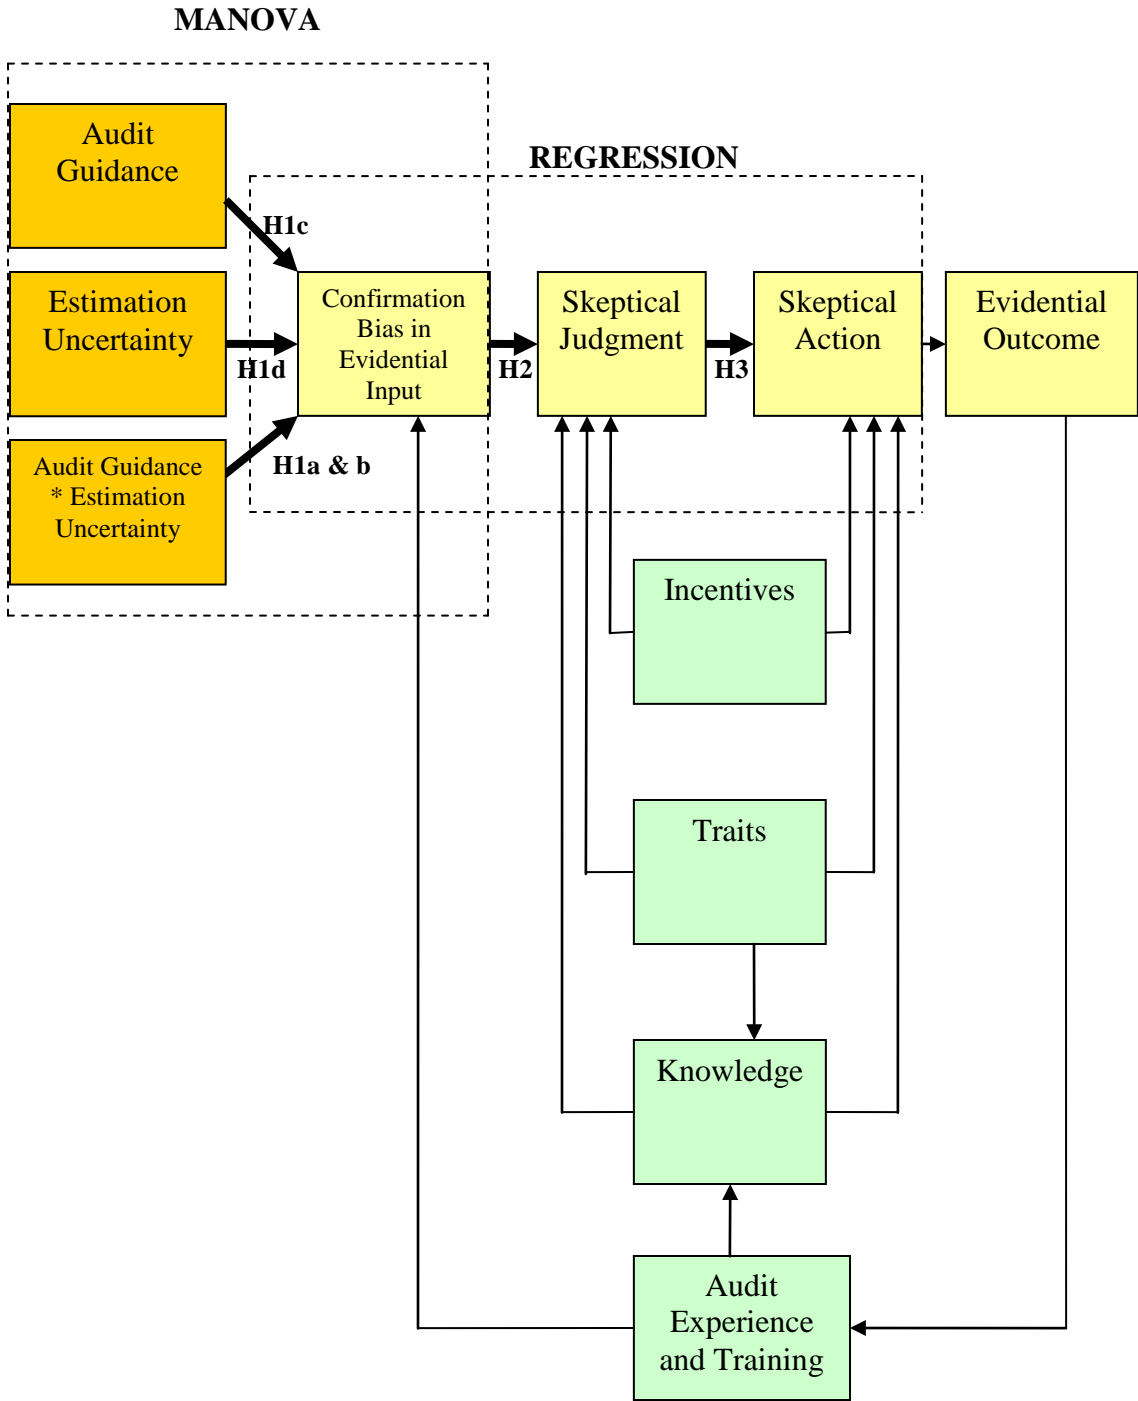 MANOVA
Audit
Guidance
REGRESSION
H1c
Estimation
Uncertainty
H1d
Confirmation
Bias in
Evidential
Input
H2
Skeptical
Judgment
H3
Skeptical
Action
Evidential
Outcome
Audit Guidance
* Estimation
Uncertainty
H1a & b
Incentives
Traits
Knowledge
Audit
Experience
and Training